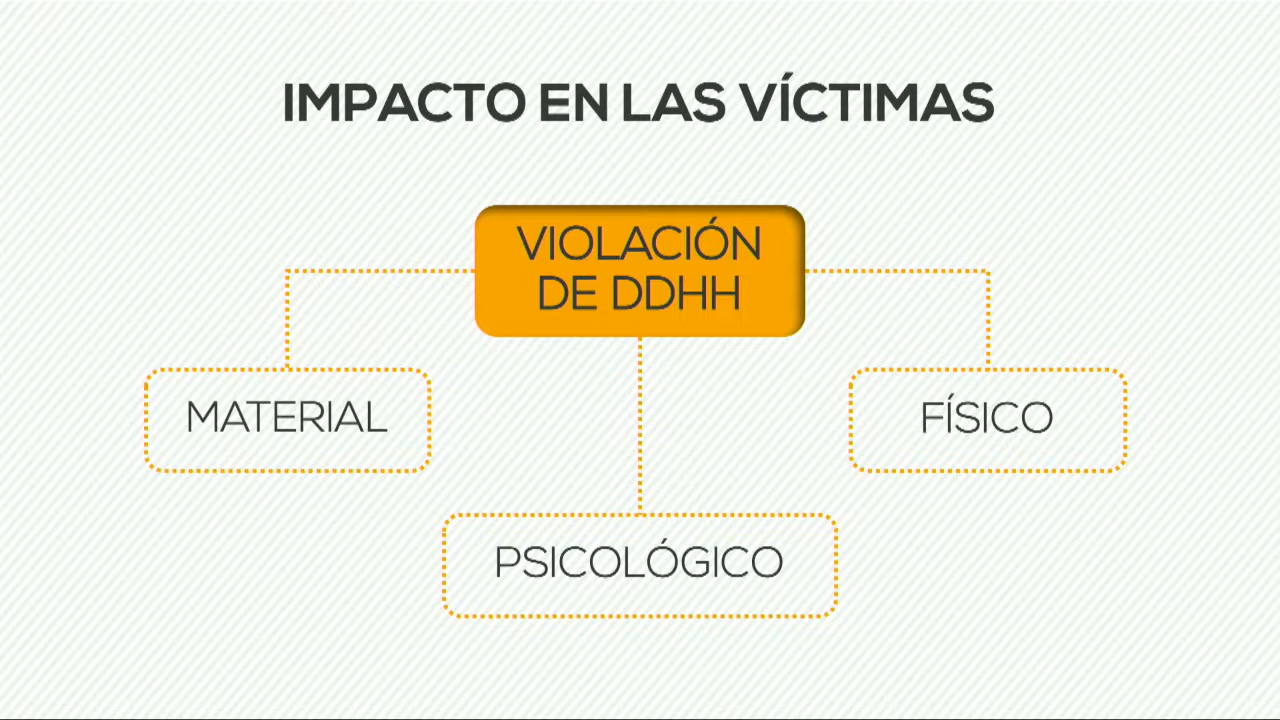 IMPACTO EN LAS VÍCTIMAS
VIOLACIÓN
DE DDHH
MATERIAL
FÍSICO
PSICOLÓGICO